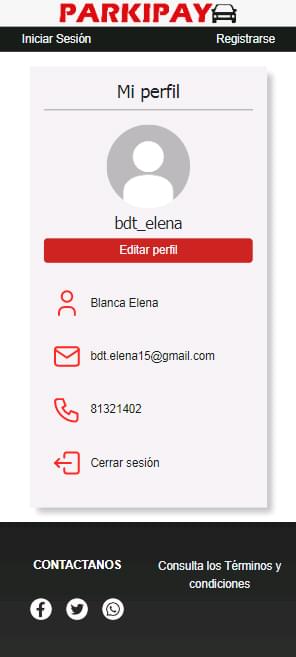 PARKIPAY
Iniciar Sesión Registrarse
Mi perfil
bdt_elena
Editar perfil
Blanca Elena
bdt.elena15@gmail.com
81321402
Cerrar sesión
CONTACTANOS
Consulta los Términos y
condiciones